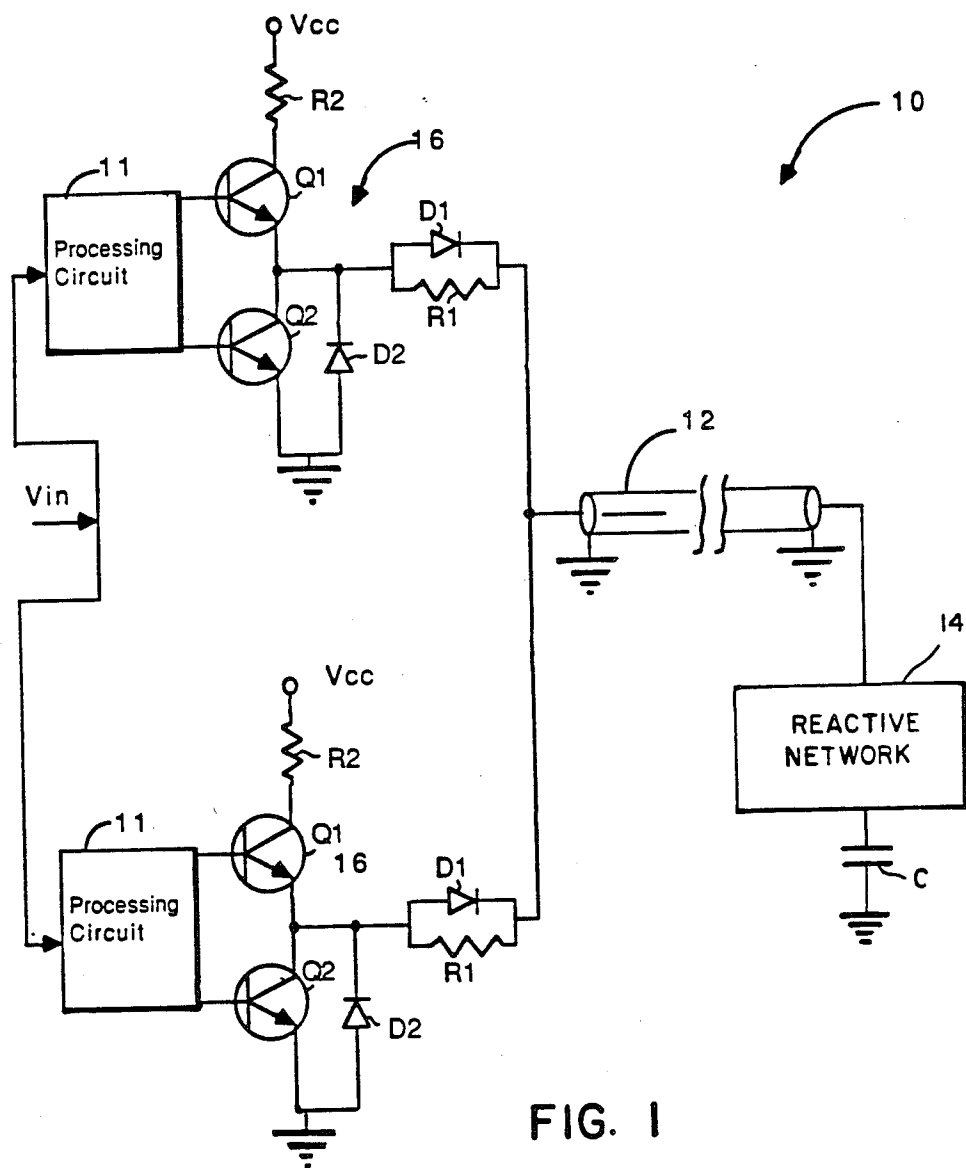 Vcc
R2
10
16
11
Q1
D1
Processing
Circuit
R1
Q2
D2
12
Vin
14
Vcc
REACTIVE
NETWORK
R2
11
Q1
16
D1
C
Processing
Circuit
R1
Q2
D2
FIG. 1